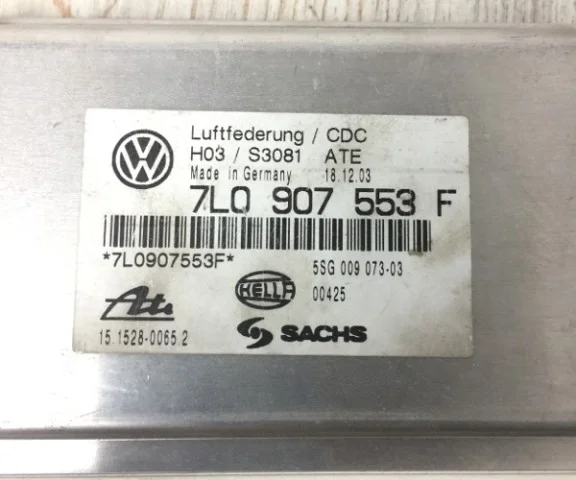 VW
Luftfederung / CDC
H03 / S3081 ATE
Made in Germany 18.12.03
7L0 907 553 F
*7L0907553F*
5SG 009 073-03
HELLA 00425
Ate
15.1528-0065.2
SACHS